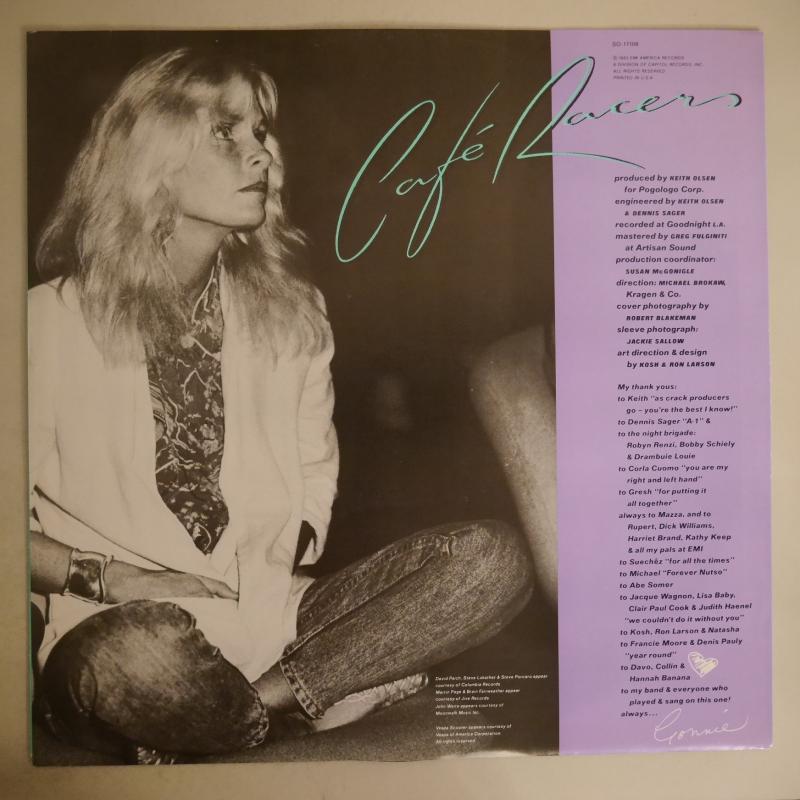 SO-17106
© 1983 EMI AMERICA RECORDS
A DIVISION OF CAPITOL RECORDS, INC.
ALL RIGHTS RESERVED
PRINTED IN U.S.A.
Café Racers
produced by KEITH OLSEN
for Pogologo Corp.
engineered by KEITH OLSEN
& DENNIS SAGER
recorded at Goodnight L.A.
mastered by GREG FULGINITI
at Artisan Sound
production coordinator:
SUSAN McGONIGLE
direction: MICHAEL BROKAW,
Kragen & Co.
cover photography by
ROBERT BLAKEMAN
sleeve photograph:
JACKIE SALLOW
art direction & design
by KOSH & RON LARSON
My thank yous:
to Keith "as crack producers
go – you're the best I know!"
to Dennis Sager "A-1" &
to the night brigade:
Robyn Renzi, Bobby Schiely
& Drambuie Louie
to Corla Cuomo "you are my
right and left hand"
to Gresh "for putting it
all together"
always to Mazza, and to
Rupert, Dick Williams,
Harriet Brand, Kathy Keep
& all my pals at EMI
to Suechêz "for all the times"
to Michael "Forever Nutso"
to Abe Somer
to Jacque Wagnon, Lisa Baby,
Clair Paul Cook & Judith Haenel
"we couldn't do it without you"
to Kosh, Ron Larson & Natasha
to Francie Moore & Denis Pauly
"year round"
to Davo, Collin &
Hannah Banana
to my band & everyone who
played & sang on this one!
always...
Connie
David Paich, Steve Lukather & Steve Porcaro appear
courtesy of Columbia Records
Martin Page & Brian Fairweather appear
courtesy of Jive Records
John Waite appears courtesy of
Moonwalk Music Inc.
Vespa Scooter appears courtesy of
Vespa of America Corporation
All rights reserved